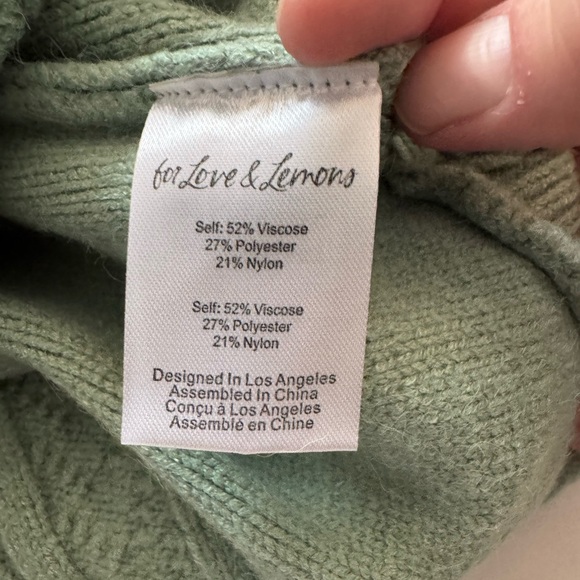 for Love & Lemons
Self: 52% Viscose
27% Polyester
21% Nylon
Self: 52% Viscose
27% Polyester
21% Nylon
Designed In Los Angeles
Assembled In China
Conçu à Los Angeles
Assemblé en Chine